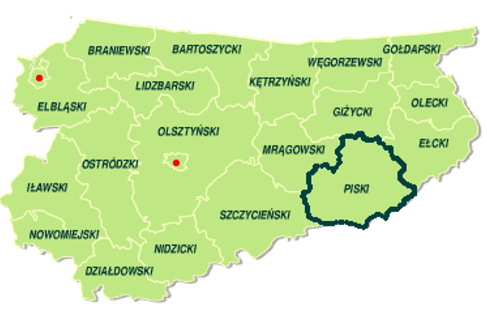 GOŁDAPSKI
BRANIEWSKI
BARTOSZYCKI
WĘGORZEWSKI
KĘTRZYŃSKI
LIDZBARSKI
ELBLĄSKI
OLECKI
GIŻYCKI
OLSZTYŃSKI
EŁCKI
MRĄGOWSKI
OSTRÓDZKI
IŁAWSKI
PISKI
SZCZYCIEŃSKI
NOWOMIEJSKI
NIDZICKI
DZIAŁDOWSKI